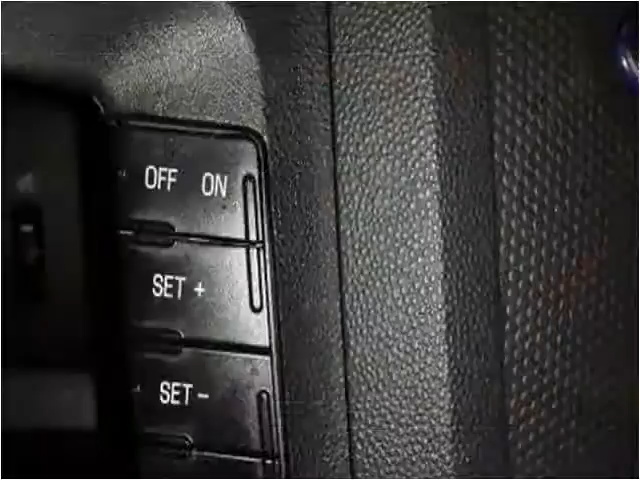 OFF ON
SET +
SET -